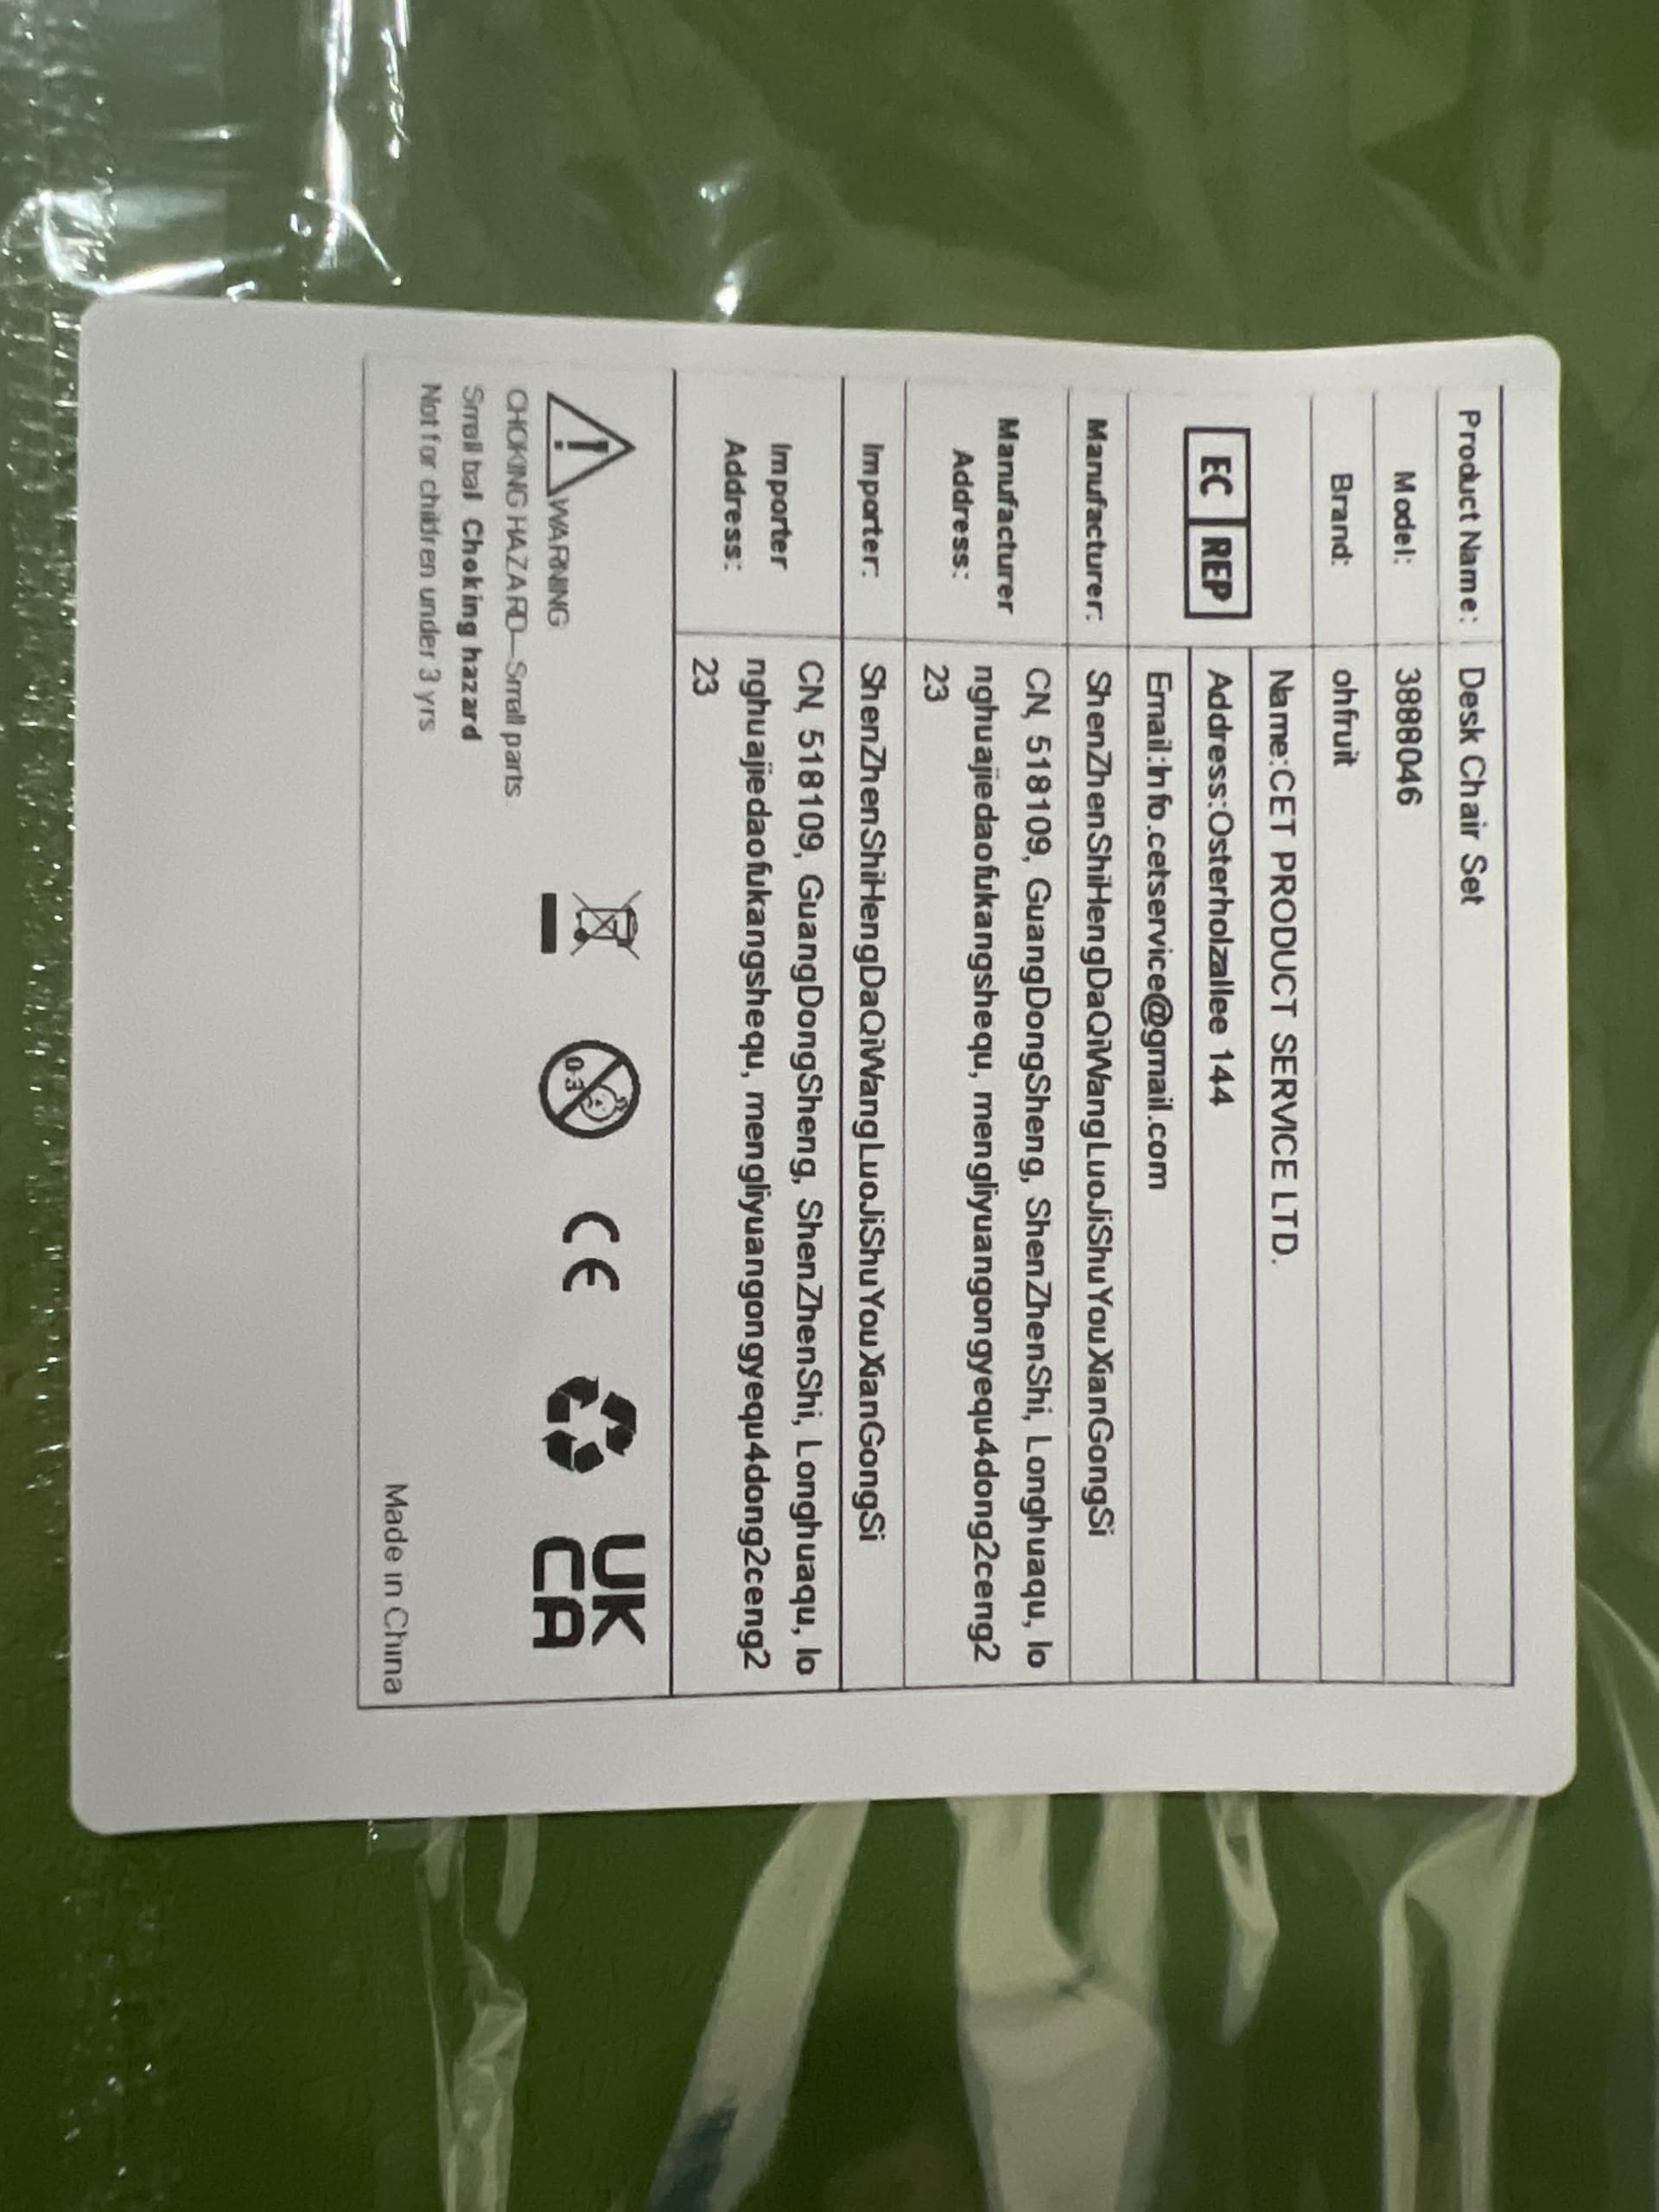 Product Name: Desk Chair Set
Model: 3888046
Brand: ohfruit
EC REP
Name:CET PRODUCT SERVICE LTD.
Address:Osterholzallee 144
Email:Info.cetservice@gmail.com
Manufacturer: ShenZhenShiHengDaQiWangLuoJiShuYouXianGongSi
Manufacturer Address:
CN, 518109, GuangDongSheng, ShenZhenShi, Longhuaqu, lo
nghuajiedaofukangshequ, mengliyuangongyequ4dong2ceng2
23
Importer: ShenZhenShiHengDaQiWangLuoJiShuYouXianGongSi
Importer Address:
CN, 518109, GuangDongSheng, ShenZhenShi, Longhuaqu, lo
nghuajiedaofukangshequ, mengliyuangongyequ4dong2ceng2
23
WARNING
CHOKING HAZARD—Small parts
Small bal Choking hazard
Not for children under 3 yrs
0-3
CE
UK
CA
Made in China